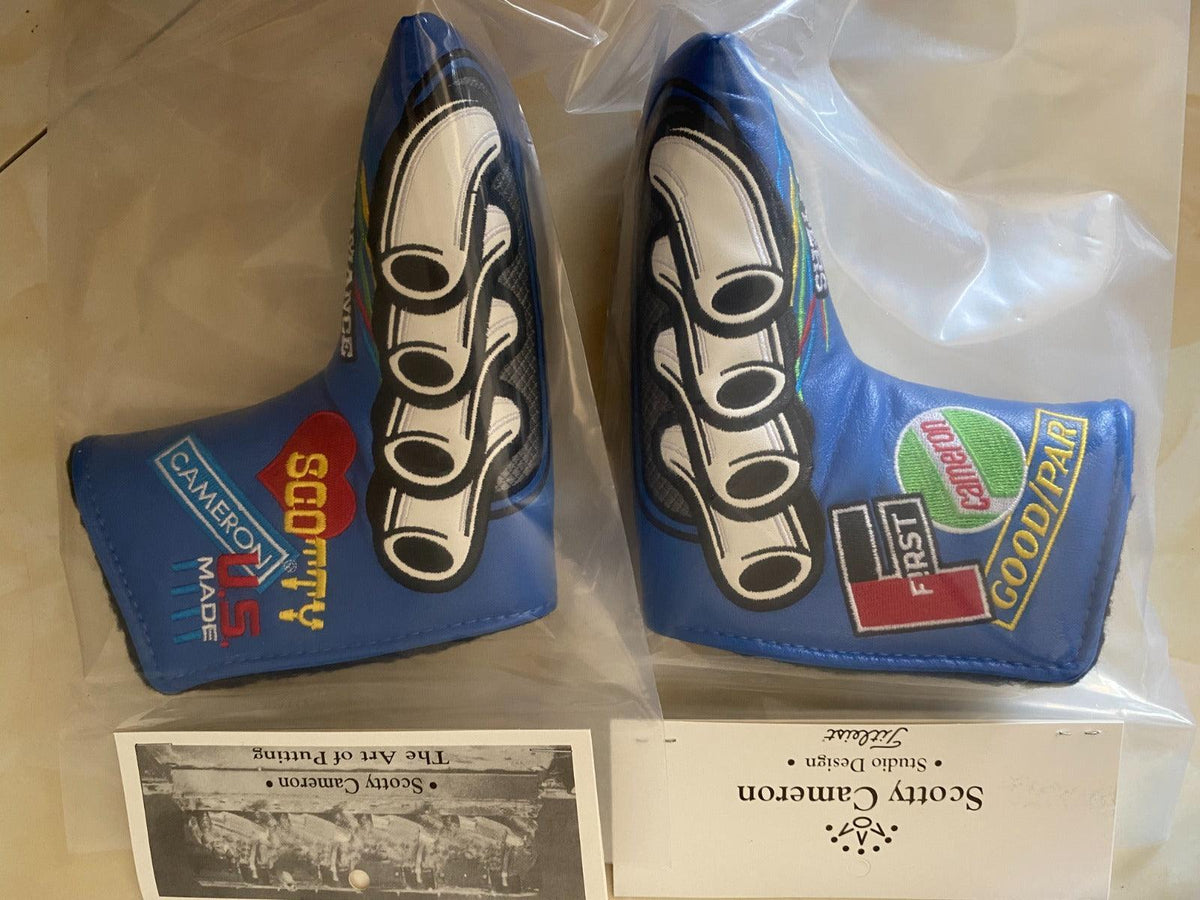 SCOTTY
CAMERON
®
U.S.
MADE
Cameron
GOOD/PAR
FIRST
The Art of Putting
• Scotty Cameron •
Titleist
• Studio Design •
Scotty Cameron